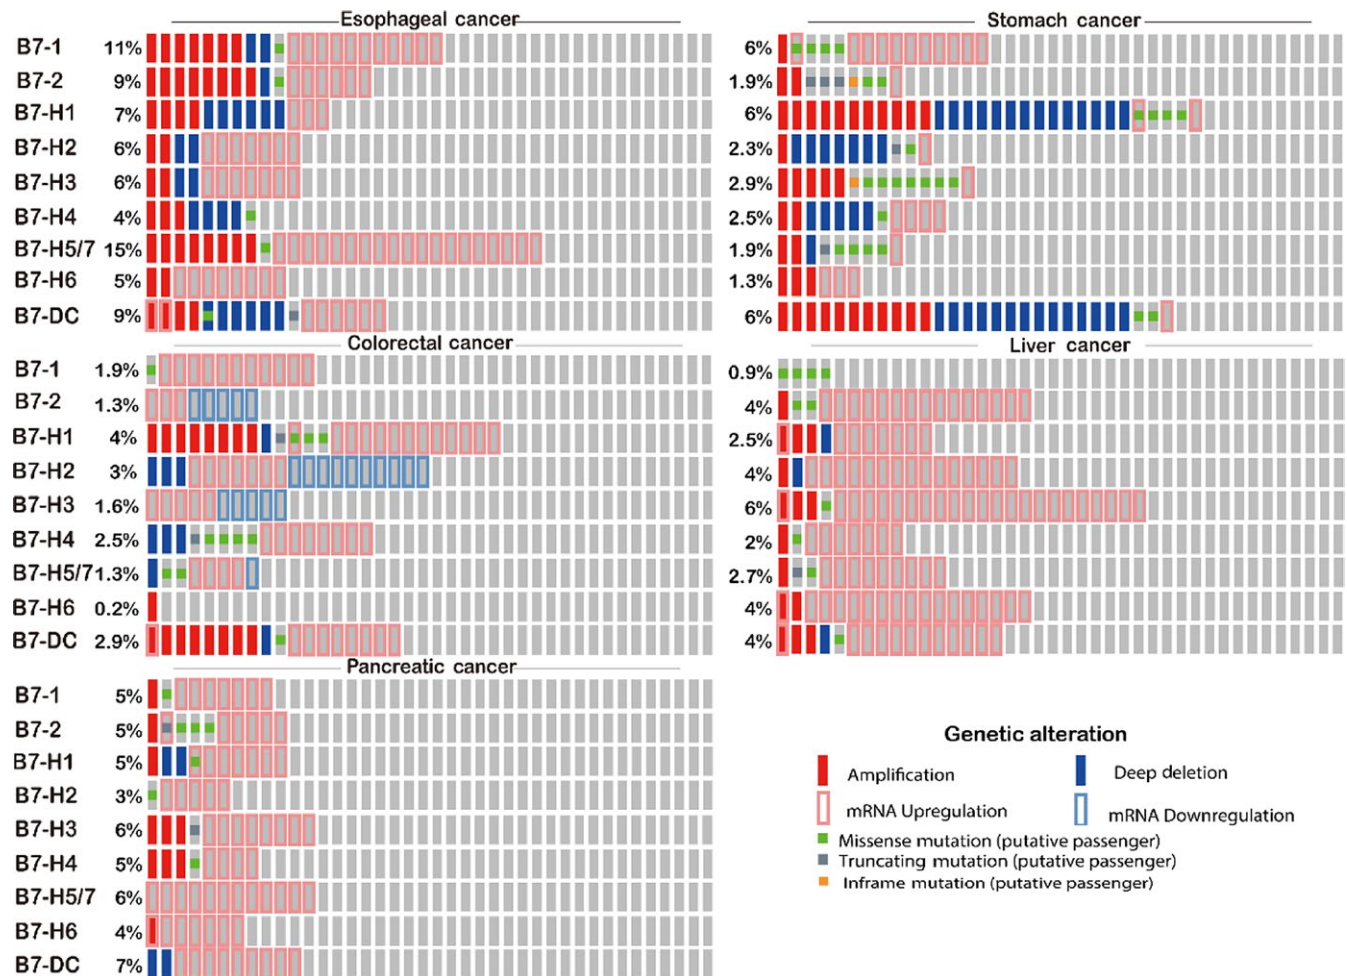 Esophageal cancer
B7-1 11%
B7-2 9%
B7-H1 7%
B7-H2 6%
B7-H3 6%
B7-H4 4%
B7-H5/7 15%
B7-H6 5%
B7-DC 9%
Stomach cancer
6%
1.9%
6%
2.3%
2.9%
2.5%
1.9%
1.3%
6%
Colorectal cancer
B7-1 1.9%
B7-2 1.3%
B7-H1 4%
B7-H2 3%
B7-H3 1.6%
B7-H4 2.5%
B7-H5/7 1.3%
B7-H6 0.2%
B7-DC 2.9%
Liver cancer
0.9%
4%
2.5%
4%
6%
2%
2.7%
4%
4%
Pancreatic cancer
B7-1 5%
B7-2 5%
B7-H1 5%
B7-H2 3%
B7-H3 6%
B7-H4 5%
B7-H5/7 6%
B7-H6 4%
B7-DC 7%
Genetic alteration
Amplification Deep deletion
mRNA Upregulation mRNA Downregulation
Missense mutation (putative passenger)
Truncating mutation (putative passenger)
Inframe mutation (putative passenger)